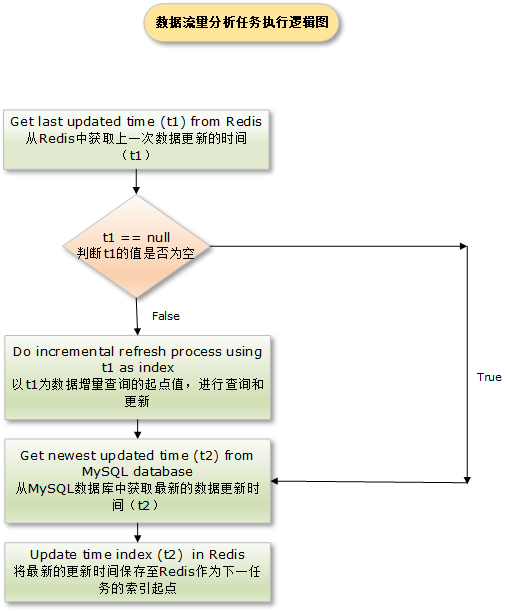 数据流量分析任务执行逻辑图
Get last updated time (t1) from Redis
从Redis中获取上一次数据更新的时间
（t1）
t1 == null
判断t1的值是否为空
False
Do incremental refresh process using
t1 as index
以t1为数据增量查询的起点值，进行查询和
更新
True
Get newest updated time (t2) from
MySQL database
从MySQL数据库中获取最新的数据更新时
间（t2）
Update time index (t2) in Redis
将最新的更新时间保存至Redis作为下一任
务的索引起点